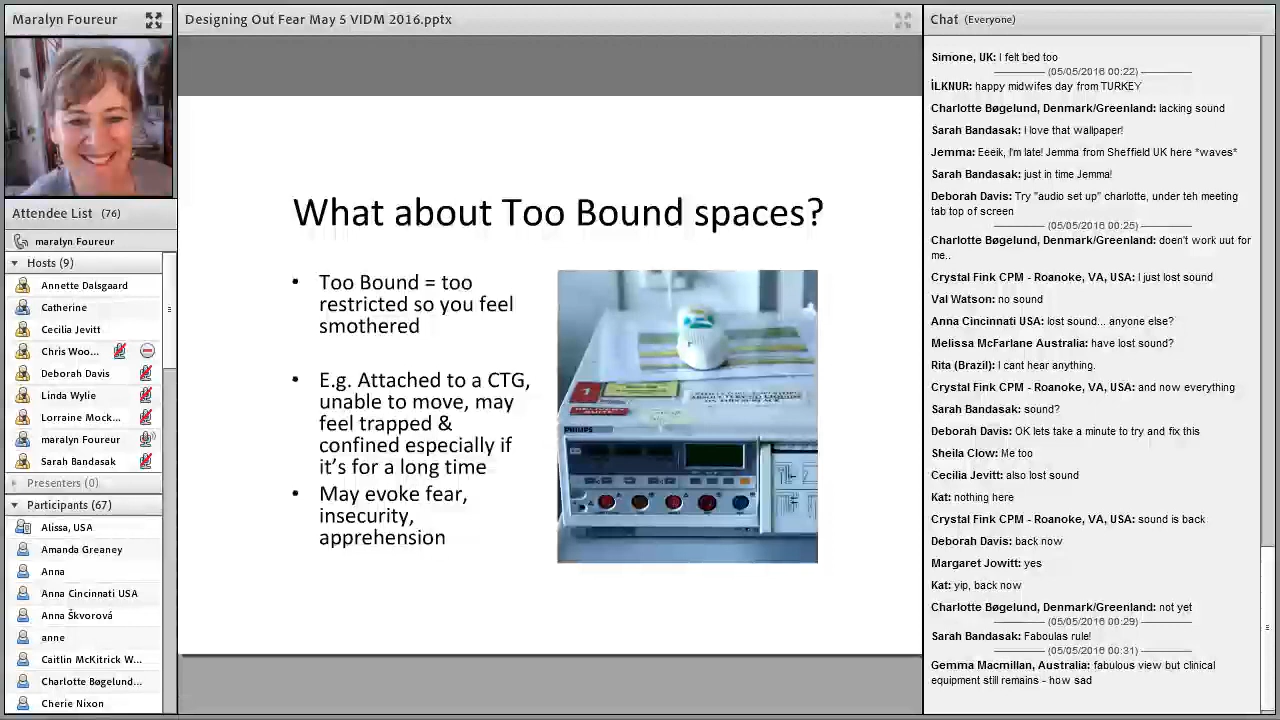 Maralyn Foureur
Attendee List (76)
maralyn Foureur
Hosts (9)
Annette Dalsgaard
Catherine
Cecilia Jevitt
Chris Woo...
Deborah Davis
Linda Wylie
Lorraine Mock...
maralyn Foureur
Sarah Bandasak
Presenters (0)
Participants (67)
Alissa, USA
Amanda Greaney
Anna
Anna Cincinnati USA
Anna Škvorová
anne
Caitlin McKitrick W...
Charlotte Bøgelund...
Cherie Nixon
Designing Out Fear May 5 VIDM 2016.pptx
What about Too Bound spaces?
• Too Bound = too
restricted so you feel
smothered
• E.g. Attached to a CTG,
unable to move, may
feel trapped &
confined especially if
it’s for a long time
• May evoke fear,
insecurity,
apprehension
1
DELIVERY
SUITE
PHILIPS
Chat (Everyone)
Simone, UK: I felt bed too
(05/05/2016 00:22)
İLKNUR: happy midwifes day from TURKEY
Charlotte Bøgelund, Denmark/Greenland: lacking sound
Sarah Bandasak: I love that wallpaper!
Jemma: Eeeik, I'm late! Jemma from Sheffield UK here *waves*
Sarah Bandasak: just in time Jemma!
Deborah Davis: Try "audio set up" charlotte, under teh meeting
tab top of screen
(05/05/2016 00:25)
Charlotte Bøgelund, Denmark/Greenland: doen't work uut for
me..
Crystal Fink CPM - Roanoke, VA, USA: I just lost sound
Val Watson: no sound
Anna Cincinnati USA: lost sound... anyone else?
Melissa McFarlane Australia: have lost sound?
Rita (Brazil): I cant hear anything.
Crystal Fink CPM - Roanoke, VA, USA: and now everything
Sarah Bandasak: sound?
Deborah Davis: OK lets take a minute to try and fix this
Sheila Clow: Me too
Cecilia Jevitt: also lost sound
Kat: nothing here
Crystal Fink CPM - Roanoke, VA, USA: sound is back
Deborah Davis: back now
Margaret Jowitt: yes
Kat: yip, back now
Charlotte Bøgelund, Denmark/Greenland: not yet
(05/05/2016 00:29)
Sarah Bandasak: Faboulas rule!
(05/05/2016 00:31)
Gemma Macmillan, Australia: fabulous view but clinical
equipment still remains - how sad